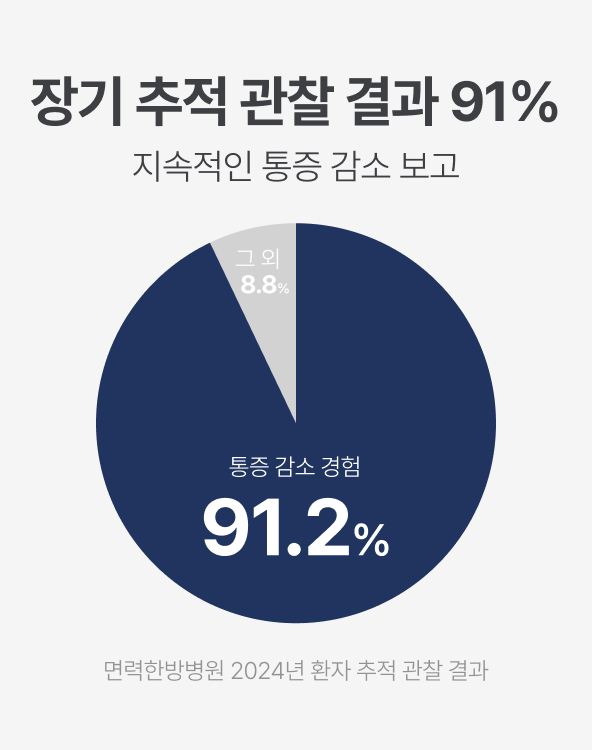 장기 추적 관찰 결과 91%
지속적인 통증 감소 보고
그 외
8.8%
통증 감소 경험
91.2%
면력한방병원 2024년 환자 추적 관찰 결과